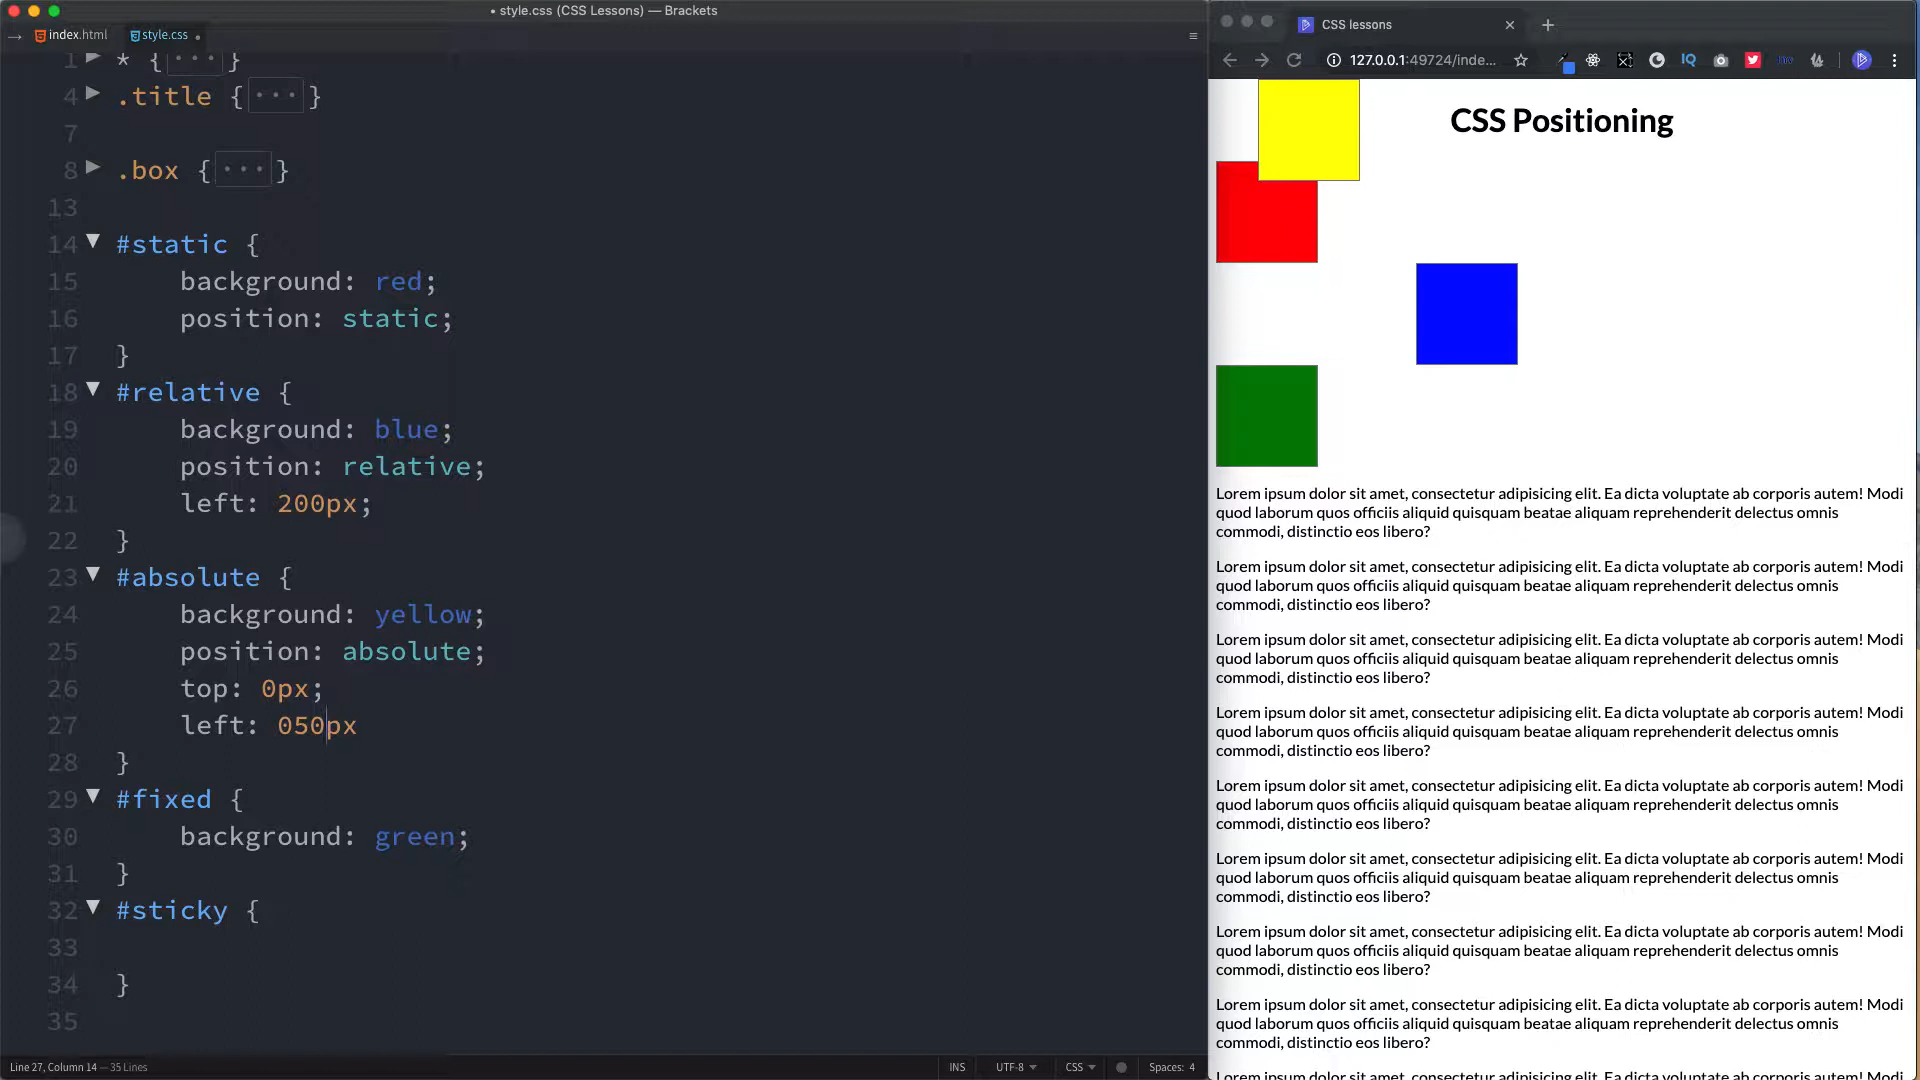 • style.css (CSS Lessons) — Brackets
index.html
style.css •
1 * {...}
4 .title {...}
7
8 .box {...}
13
14 #static {
15 background: red;
16 position: static;
17 }
18 #relative {
19 background: blue;
20 position: relative;
21 left: 200px;
22 }
23 #absolute {
24 background: yellow;
25 position: absolute;
26 top: 0px;
27 left: 050px
28 }
29 #fixed {
30 background: green;
31 }
32 #sticky {
33
34 }
35
Line 27, Column 14 — 35 Lines
INS UTF-8 CSS Spaces: 4
CSS lessons
127.0.0.1:49724/inde...
IQ
CSS Positioning
Lorem ipsum dolor sit amet, consectetur adipisicing elit. Ea dicta voluptate ab corporis autem! Modi
quod laborum quos officiis aliquid quisquam beatae aliquam reprehenderit delectus omnis
commodi, distinctio eos libero?
Lorem ipsum dolor sit amet, consectetur adipisicing elit. Ea dicta voluptate ab corporis autem! Modi
quod laborum quos officiis aliquid quisquam beatae aliquam reprehenderit delectus omnis
commodi, distinctio eos libero?
Lorem ipsum dolor sit amet, consectetur adipisicing elit. Ea dicta voluptate ab corporis autem! Modi
quod laborum quos officiis aliquid quisquam beatae aliquam reprehenderit delectus omnis
commodi, distinctio eos libero?
Lorem ipsum dolor sit amet, consectetur adipisicing elit. Ea dicta voluptate ab corporis autem! Modi
quod laborum quos officiis aliquid quisquam beatae aliquam reprehenderit delectus omnis
commodi, distinctio eos libero?
Lorem ipsum dolor sit amet, consectetur adipisicing elit. Ea dicta voluptate ab corporis autem! Modi
quod laborum quos officiis aliquid quisquam beatae aliquam reprehenderit delectus omnis
commodi, distinctio eos libero?
Lorem ipsum dolor sit amet, consectetur adipisicing elit. Ea dicta voluptate ab corporis autem! Modi
quod laborum quos officiis aliquid quisquam beatae aliquam reprehenderit delectus omnis
commodi, distinctio eos libero?
Lorem ipsum dolor sit amet, consectetur adipisicing elit. Ea dicta voluptate ab corporis autem! Modi
quod laborum quos officiis aliquid quisquam beatae aliquam reprehenderit delectus omnis
commodi, distinctio eos libero?
Lorem ipsum dolor sit amet, consectetur adipisicing elit. Ea dicta voluptate ab corporis autem! Modi
quod laborum quos officiis aliquid quisquam beatae aliquam reprehenderit delectus omnis
commodi, distinctio eos libero?